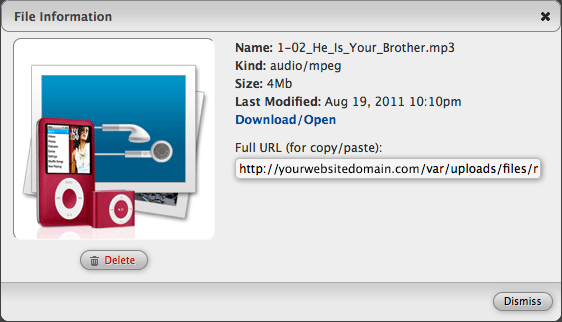 File Information
Name: 1-02_He_Is_Your_Brother.mp3
Kind: audio/mpeg
Size: 4Mb
Last Modified: Aug 19, 2011 10:10pm
Download/Open
Full URL (for copy/paste):
http://yourwebsitedomain.com/var/uploads/files/r
Delete
Dismiss